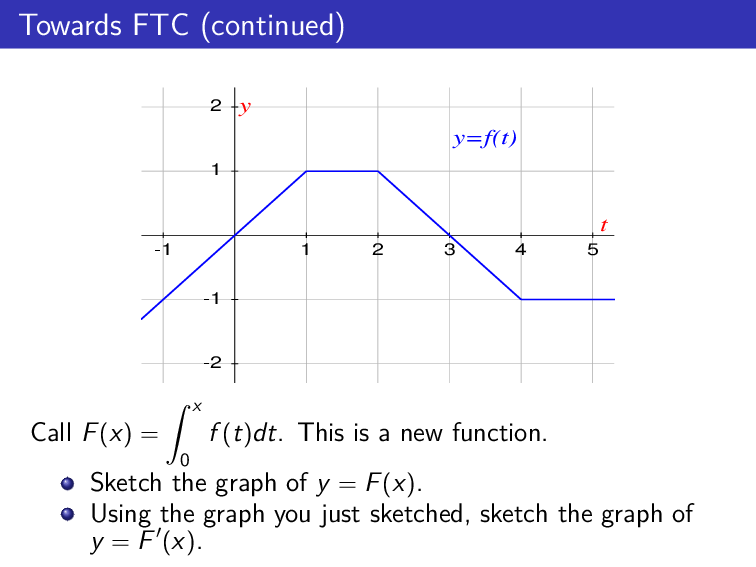 Towards FTC (continued)
2 y
y=f(t)
1
t
-1 1 2 3 4 5
-1
-2
Call F(x) = ∫₀ˣ f(t)dt. This is a new function.
Sketch the graph of y = F(x).
Using the graph you just sketched, sketch the graph of
y = F′(x).